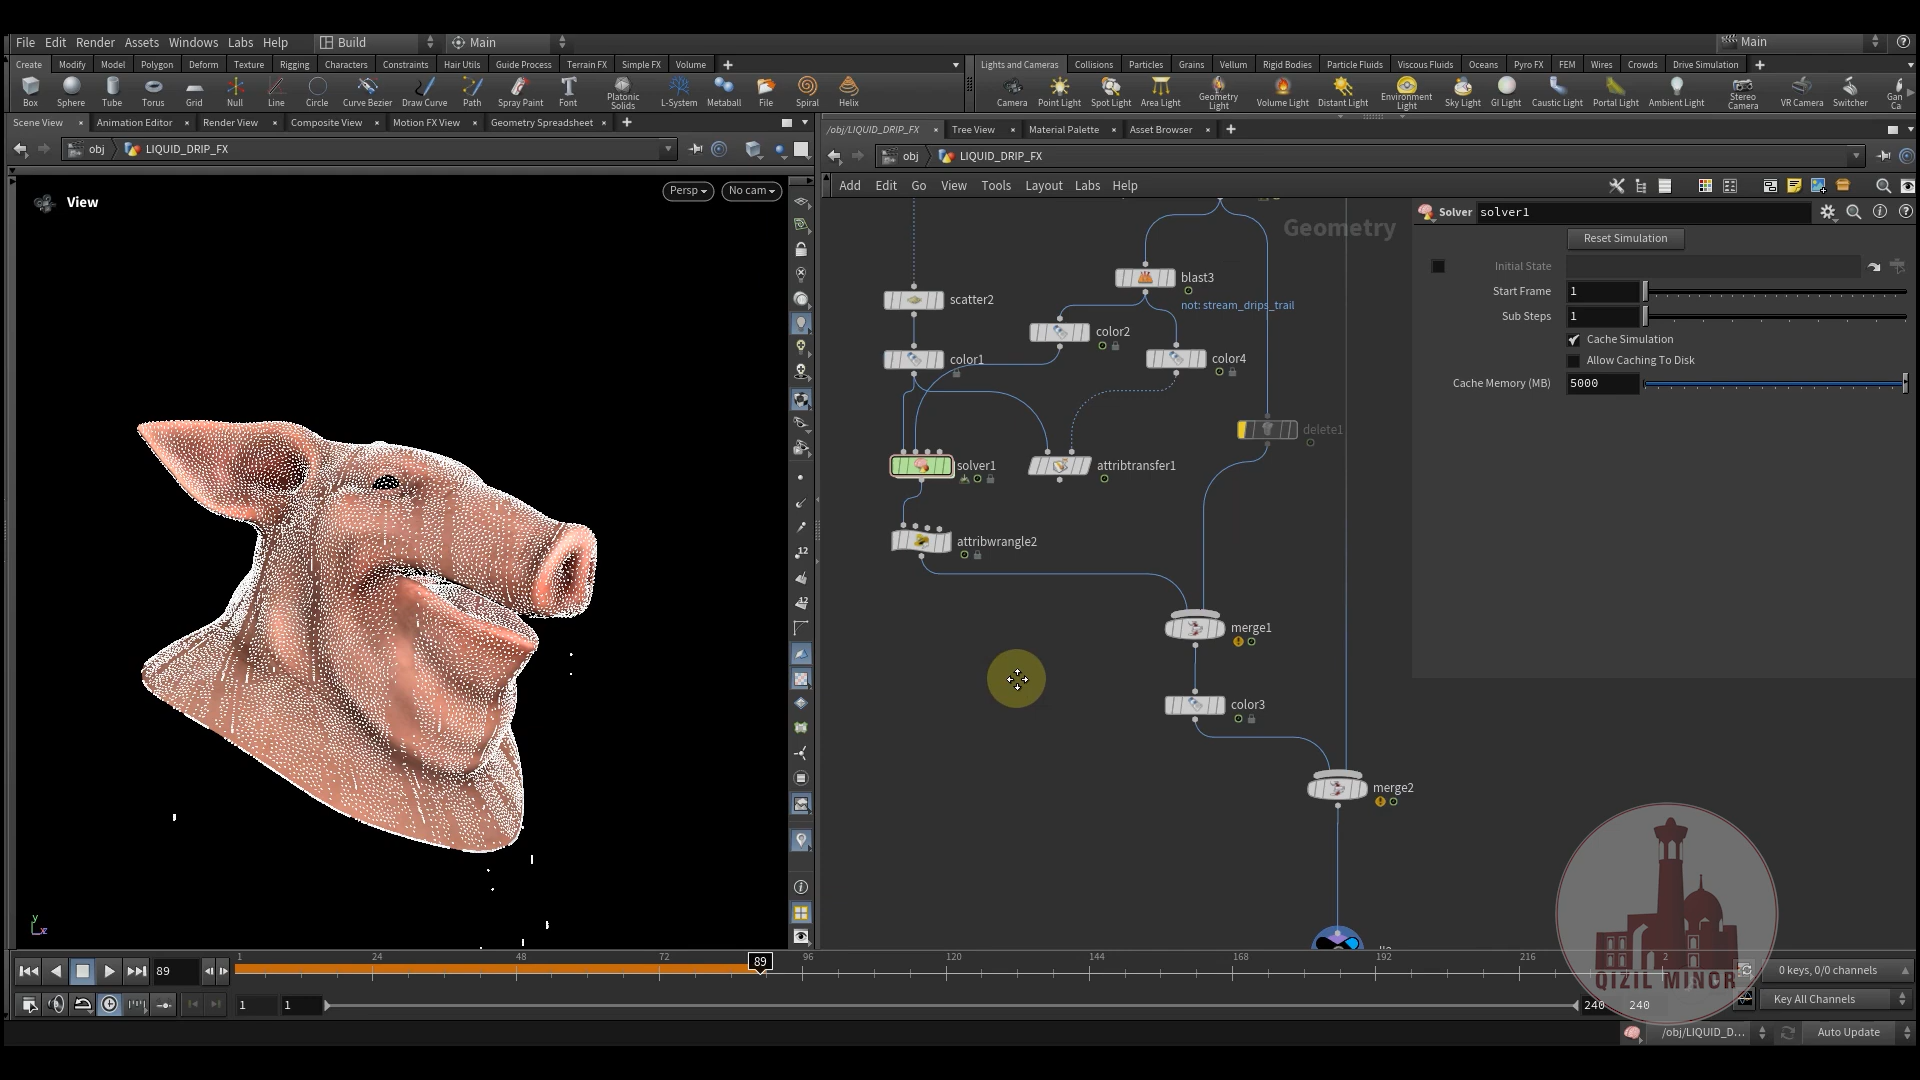 File Edit Render Assets Windows Labs Help Build Main Main
Create Modify Model Polygon Deform Texture Rigging Characters Constraints Hair Utils Guide Process Terrain FX Simple FX Volume
Lights and Cameras Collisions Particles Grains Vellum Rigid Bodies Particle Fluids Viscous Fluids Oceans Pyro FX FEM Wires Crowds Drive Simulation
Box Sphere Tube Torus Grid Null Line Circle Curve Bezier Draw Curve Path Spray Paint Font Platonic Solids L-System Metaball File Spiral Helix
Camera Point Light Spot Light Area Light Geometry Light Volume Light Distant Light Environment Light Sky Light GI Light Caustic Light Portal Light Ambient Light Stereo Camera VR Camera Switcher Gan Ca
Scene View Animation Editor Render View Composite View Motion FX View Geometry Spreadsheet
/obj/LIQUID_DRIP_FX Tree View Material Palette Asset Browser
obj LIQUID_DRIP_FX
obj LIQUID_DRIP_FX
Add Edit Go View Tools Layout Labs Help
View
Persp No cam
Geometry
Solver solver1
Reset Simulation
Initial State
Start Frame 1
Sub Steps 1
Cache Simulation
Allow Caching To Disk
Cache Memory (MB) 5000
blast3
not: stream_drips_trail
scatter2
color2
color1
color4
delete1
solver1
attribtransfer1
attribwrangle2
merge1
color3
merge2
12
12
y
z
89
1 24 48 72 89 96 120 144 168 192 216 2
0 keys, 0/0 channels
1 1 240 240
Key All Channels
/obj/LIQUID_D...
Auto Update
QIZIL MINOR